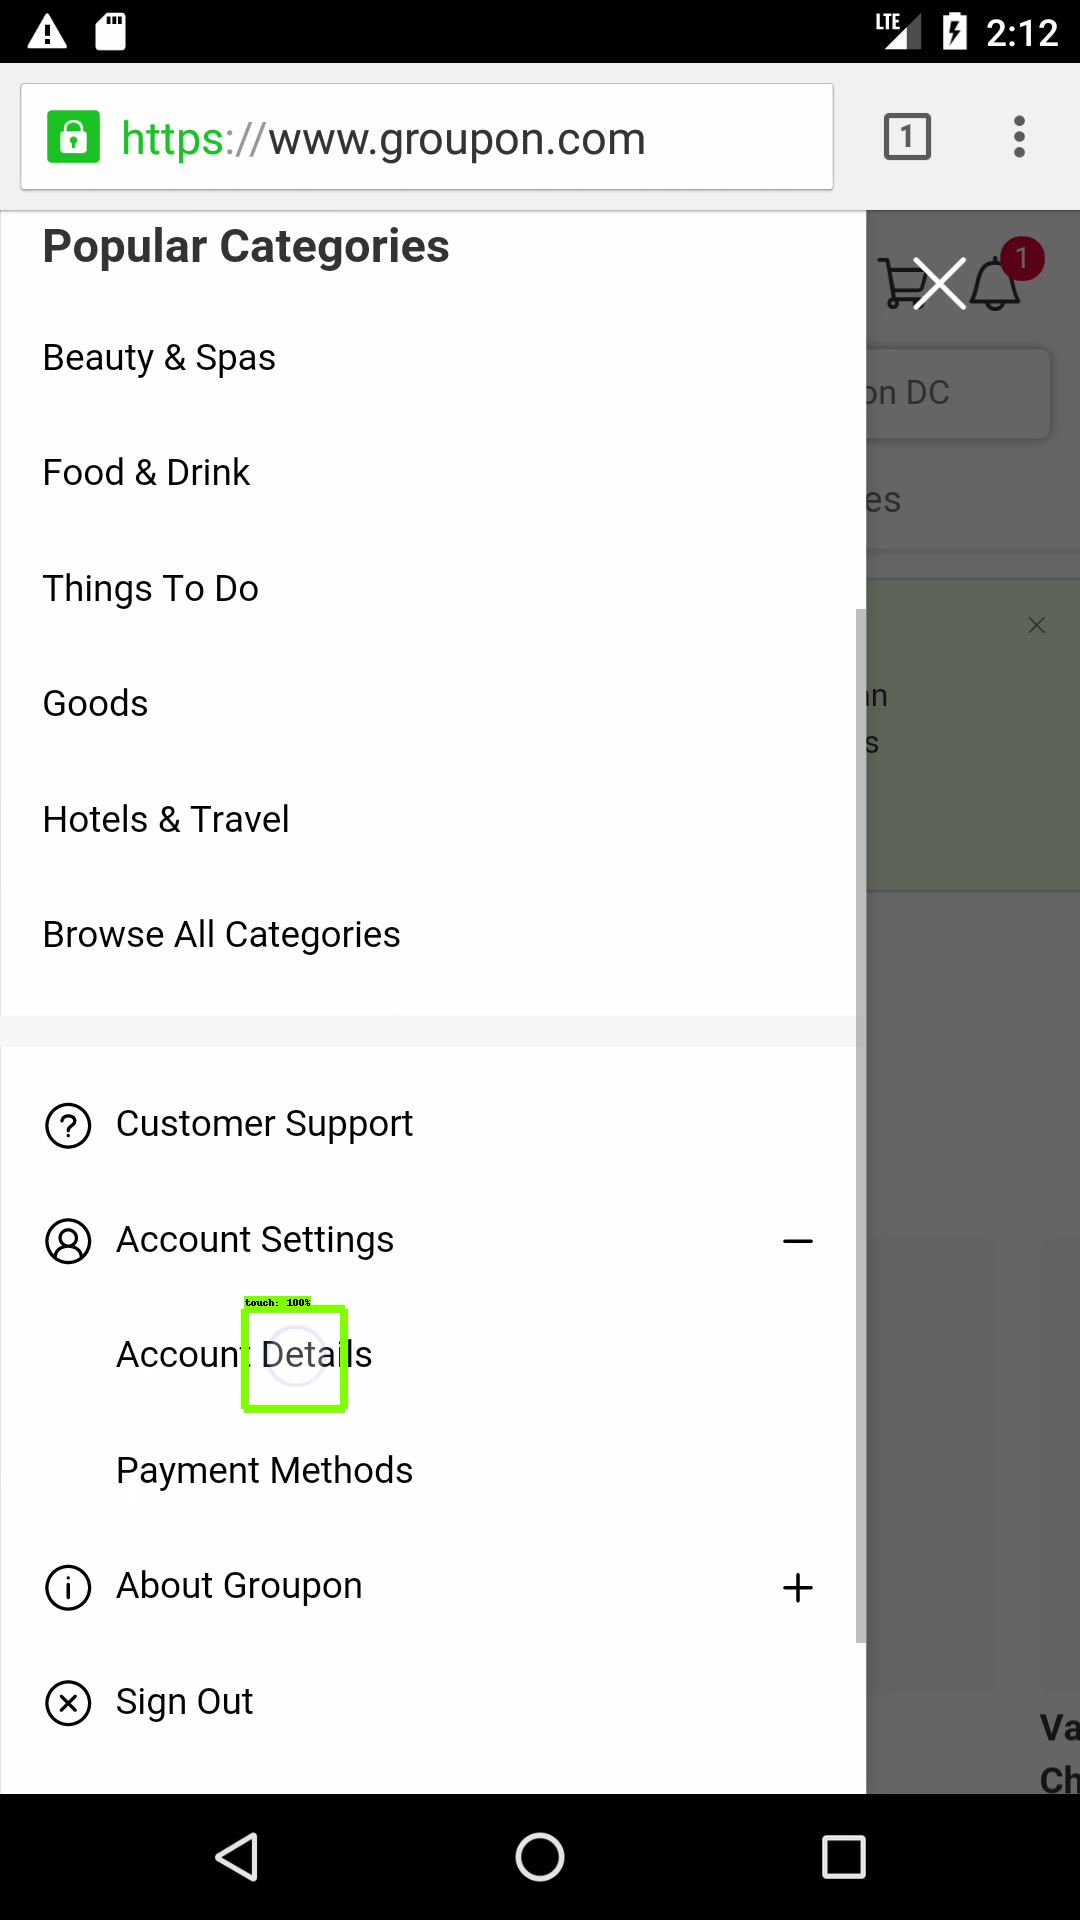 LTE 2:12
https://www.groupon.com 1
Popular Categories
1
Beauty & Spas
on DC
Food & Drink
es
Things To Do
an
Goods
s
Hotels & Travel
Browse All Categories
Customer Support
Account Settings
touch: 100%
Account Details
Payment Methods
About Groupon
Sign Out
Va
Ch